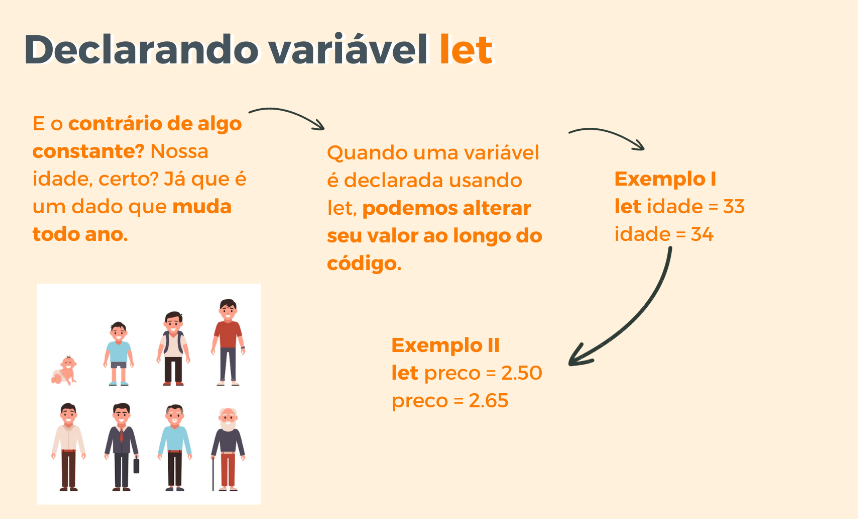 Declarando variável let
E o contrário de algo
constante? Nossa
idade, certo? Já que é
um dado que muda
todo ano.
Quando uma variável
é declarada usando
let, podemos alterar
seu valor ao longo do
código.
Exemplo I
let idade = 33
idade = 34
Exemplo II
let preco = 2.50
preco = 2.65